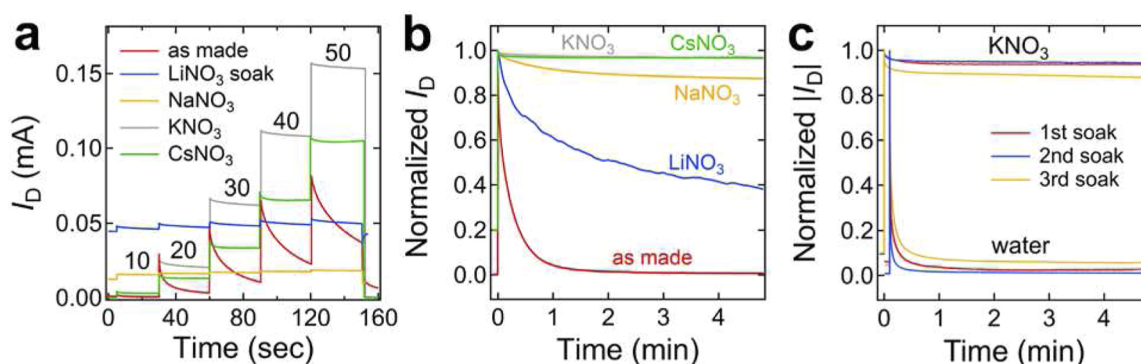 a
I_D (mA)
0.15
0.10
0.05
0.00
as made
LiNO₃ soak
NaNO₃
KNO₃
CsNO₃
10
20
30
40
50
0 40 80 120 160
Time (sec)
b
Normalized I_D
1.0
0.8
0.6
0.4
0.2
0.0
KNO₃ CsNO₃
NaNO₃
LiNO₃
as made
0 1 2 3 4
Time (min)
c
Normalized |I_D|
1.0
0.8
0.6
0.4
0.2
0.0
KNO₃
1st soak
2nd soak
3rd soak
water
0 1 2 3 4
Time (min)